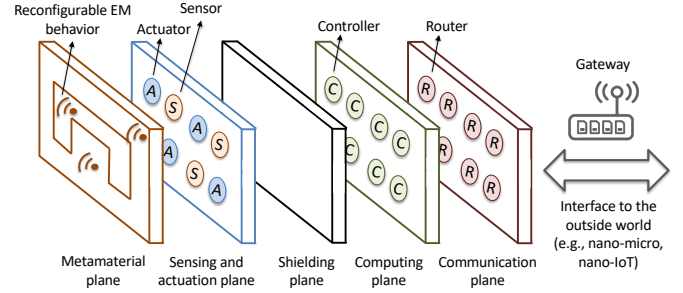 Reconfigurable EM
behavior
Actuator
Sensor
Controller
Router
Gateway
A
S
A
S
A
S
A
C
C
C
C
C
C
C
C
R
R
R
R
R
R
R
R
Metamaterial
plane
Sensing and
actuation plane
Shielding
plane
Computing
plane
Communication
plane
Interface to the
outside world
(e.g., nano-micro,
nano-IoT)